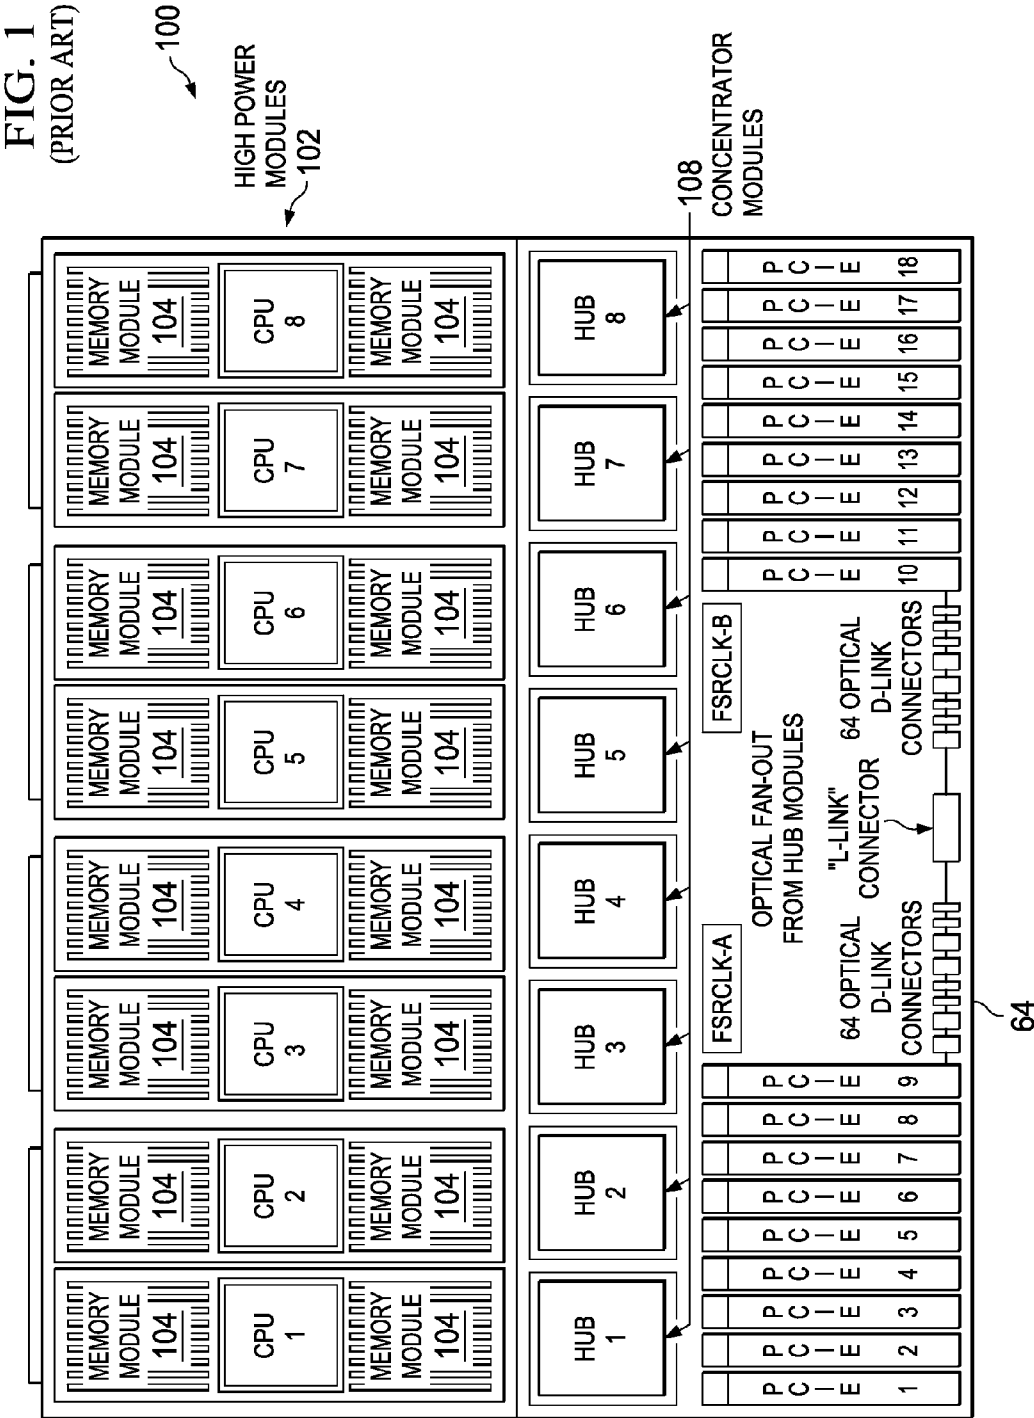 FIG. 1
(PRIOR ART)
100
HIGH POWER
MODULES
102
MEMORY
MODULE
104
CPU
1
MEMORY
MODULE
104
MEMORY
MODULE
104
CPU
2
MEMORY
MODULE
104
MEMORY
MODULE
104
CPU
3
MEMORY
MODULE
104
MEMORY
MODULE
104
CPU
4
MEMORY
MODULE
104
MEMORY
MODULE
104
CPU
5
MEMORY
MODULE
104
MEMORY
MODULE
104
CPU
6
MEMORY
MODULE
104
MEMORY
MODULE
104
CPU
7
MEMORY
MODULE
104
MEMORY
MODULE
104
CPU
8
MEMORY
MODULE
104
HUB
1
HUB
2
HUB
3
HUB
4
HUB
5
HUB
6
HUB
7
HUB
8
108
CONCENTRATOR
MODULES
PCIE
1
PCIE
2
PCIE
3
PCIE
4
PCIE
5
PCIE
6
PCIE
7
PCIE
8
PCIE
9
FSRCLK-A
FSRCLK-B
OPTICAL FAN-OUT
FROM HUB MODULES
64 OPTICAL
D-LINK
CONNECTORS
"L-LINK"
CONNECTOR
64 OPTICAL
D-LINK
CONNECTORS
PCIE
10
PCIE
11
PCIE
12
PCIE
13
PCIE
14
PCIE
15
PCIE
16
PCIE
17
PCIE
18
64